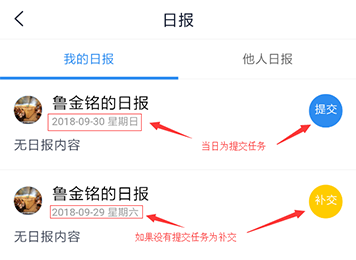 日报
我的日报 他人日报
鲁金铭的日报
2018-09-30 星期日
提交
当日为提交任务
无日报内容
鲁金铭的日报
2018-09-29 星期六
补交
如果没有提交任务为补交
无日报内容